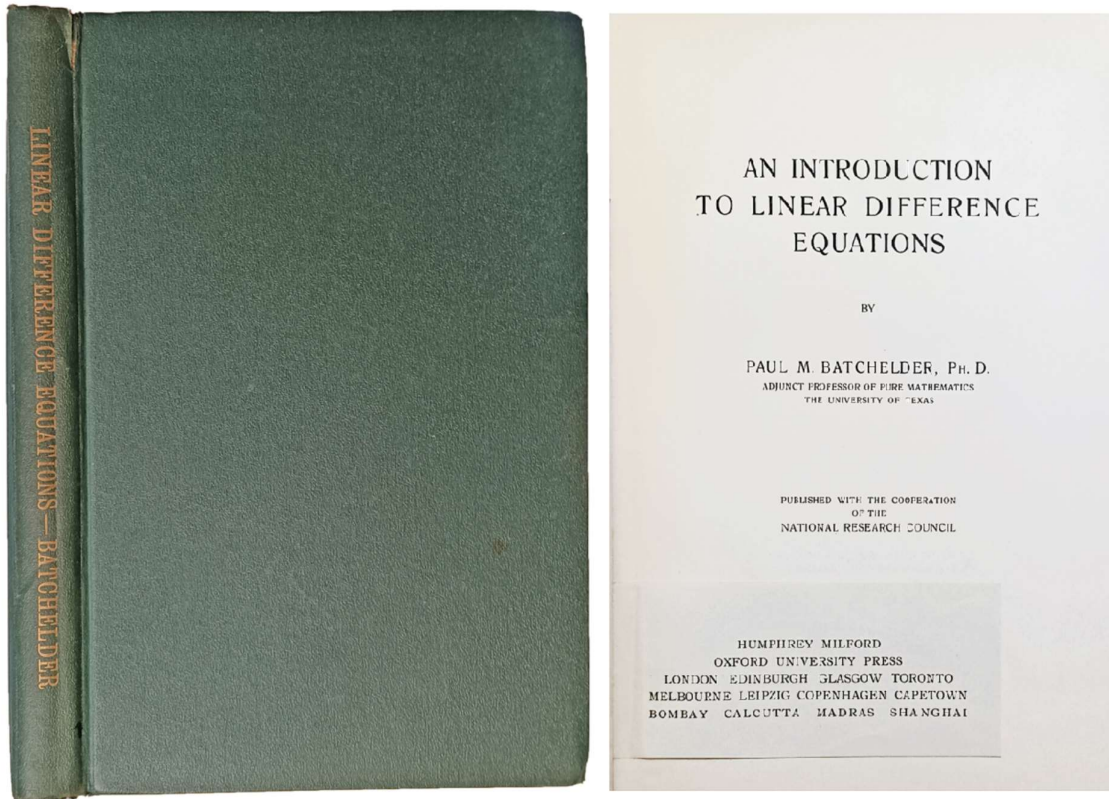 LINEAR DIFFERENCE EQUATIONS — BATCHELDER
AN INTRODUCTION
TO LINEAR DIFFERENCE
EQUATIONS
BY
PAUL M. BATCHELDER, PH. D.
ADJUNCT PROFESSOR OF PURE MATHEMATICS
THE UNIVERSITY OF TEXAS
PUBLISHED WITH THE COOPERATION
OF THE
NATIONAL RESEARCH COUNCIL
HUMPHREY MILFORD
OXFORD UNIVERSITY PRESS
LONDON EDINBURGH GLASGOW TORONTO
MELBOURNE LEIPZIG COPENHAGEN CAPETOWN
BOMBAY CALCUTTA MADRAS SHANGHAI